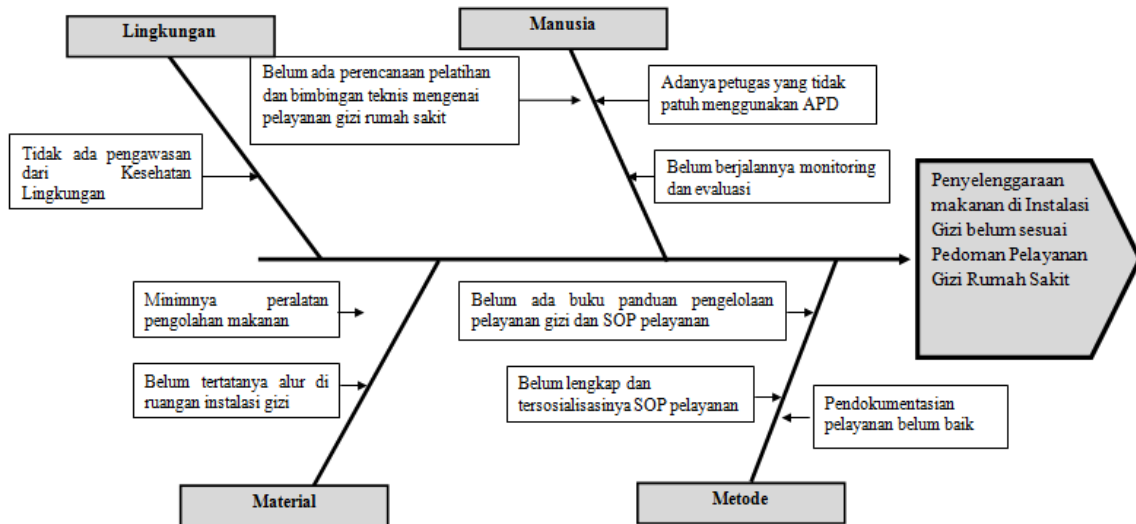 Lingkungan
Manusia
Belum ada perencanaan pelatihan
dan bimbingan teknis mengenai
pelayanan gizi rumah sakit
Adanya petugas yang tidak
patuh menggunakan APD
Tidak ada pengawasan
dari Kesehatan
Lingkungan
Belum berjalannya monitoring
dan evaluasi
Penyelenggaraan
makanan di Instalasi
Gizi belum sesuai
Pedoman Pelayanan
Gizi Rumah Sakit
Minimnya peralatan
pengolahan makanan
Belum ada buku panduan pengelolaan
pelayanan gizi dan SOP pelayanan
Belum tertatanya alur di
ruangan instalasi gizi
Belum lengkap dan
tersosialisasinya SOP pelayanan
Pendokumentasian
pelayanan belum baik
Material
Metode